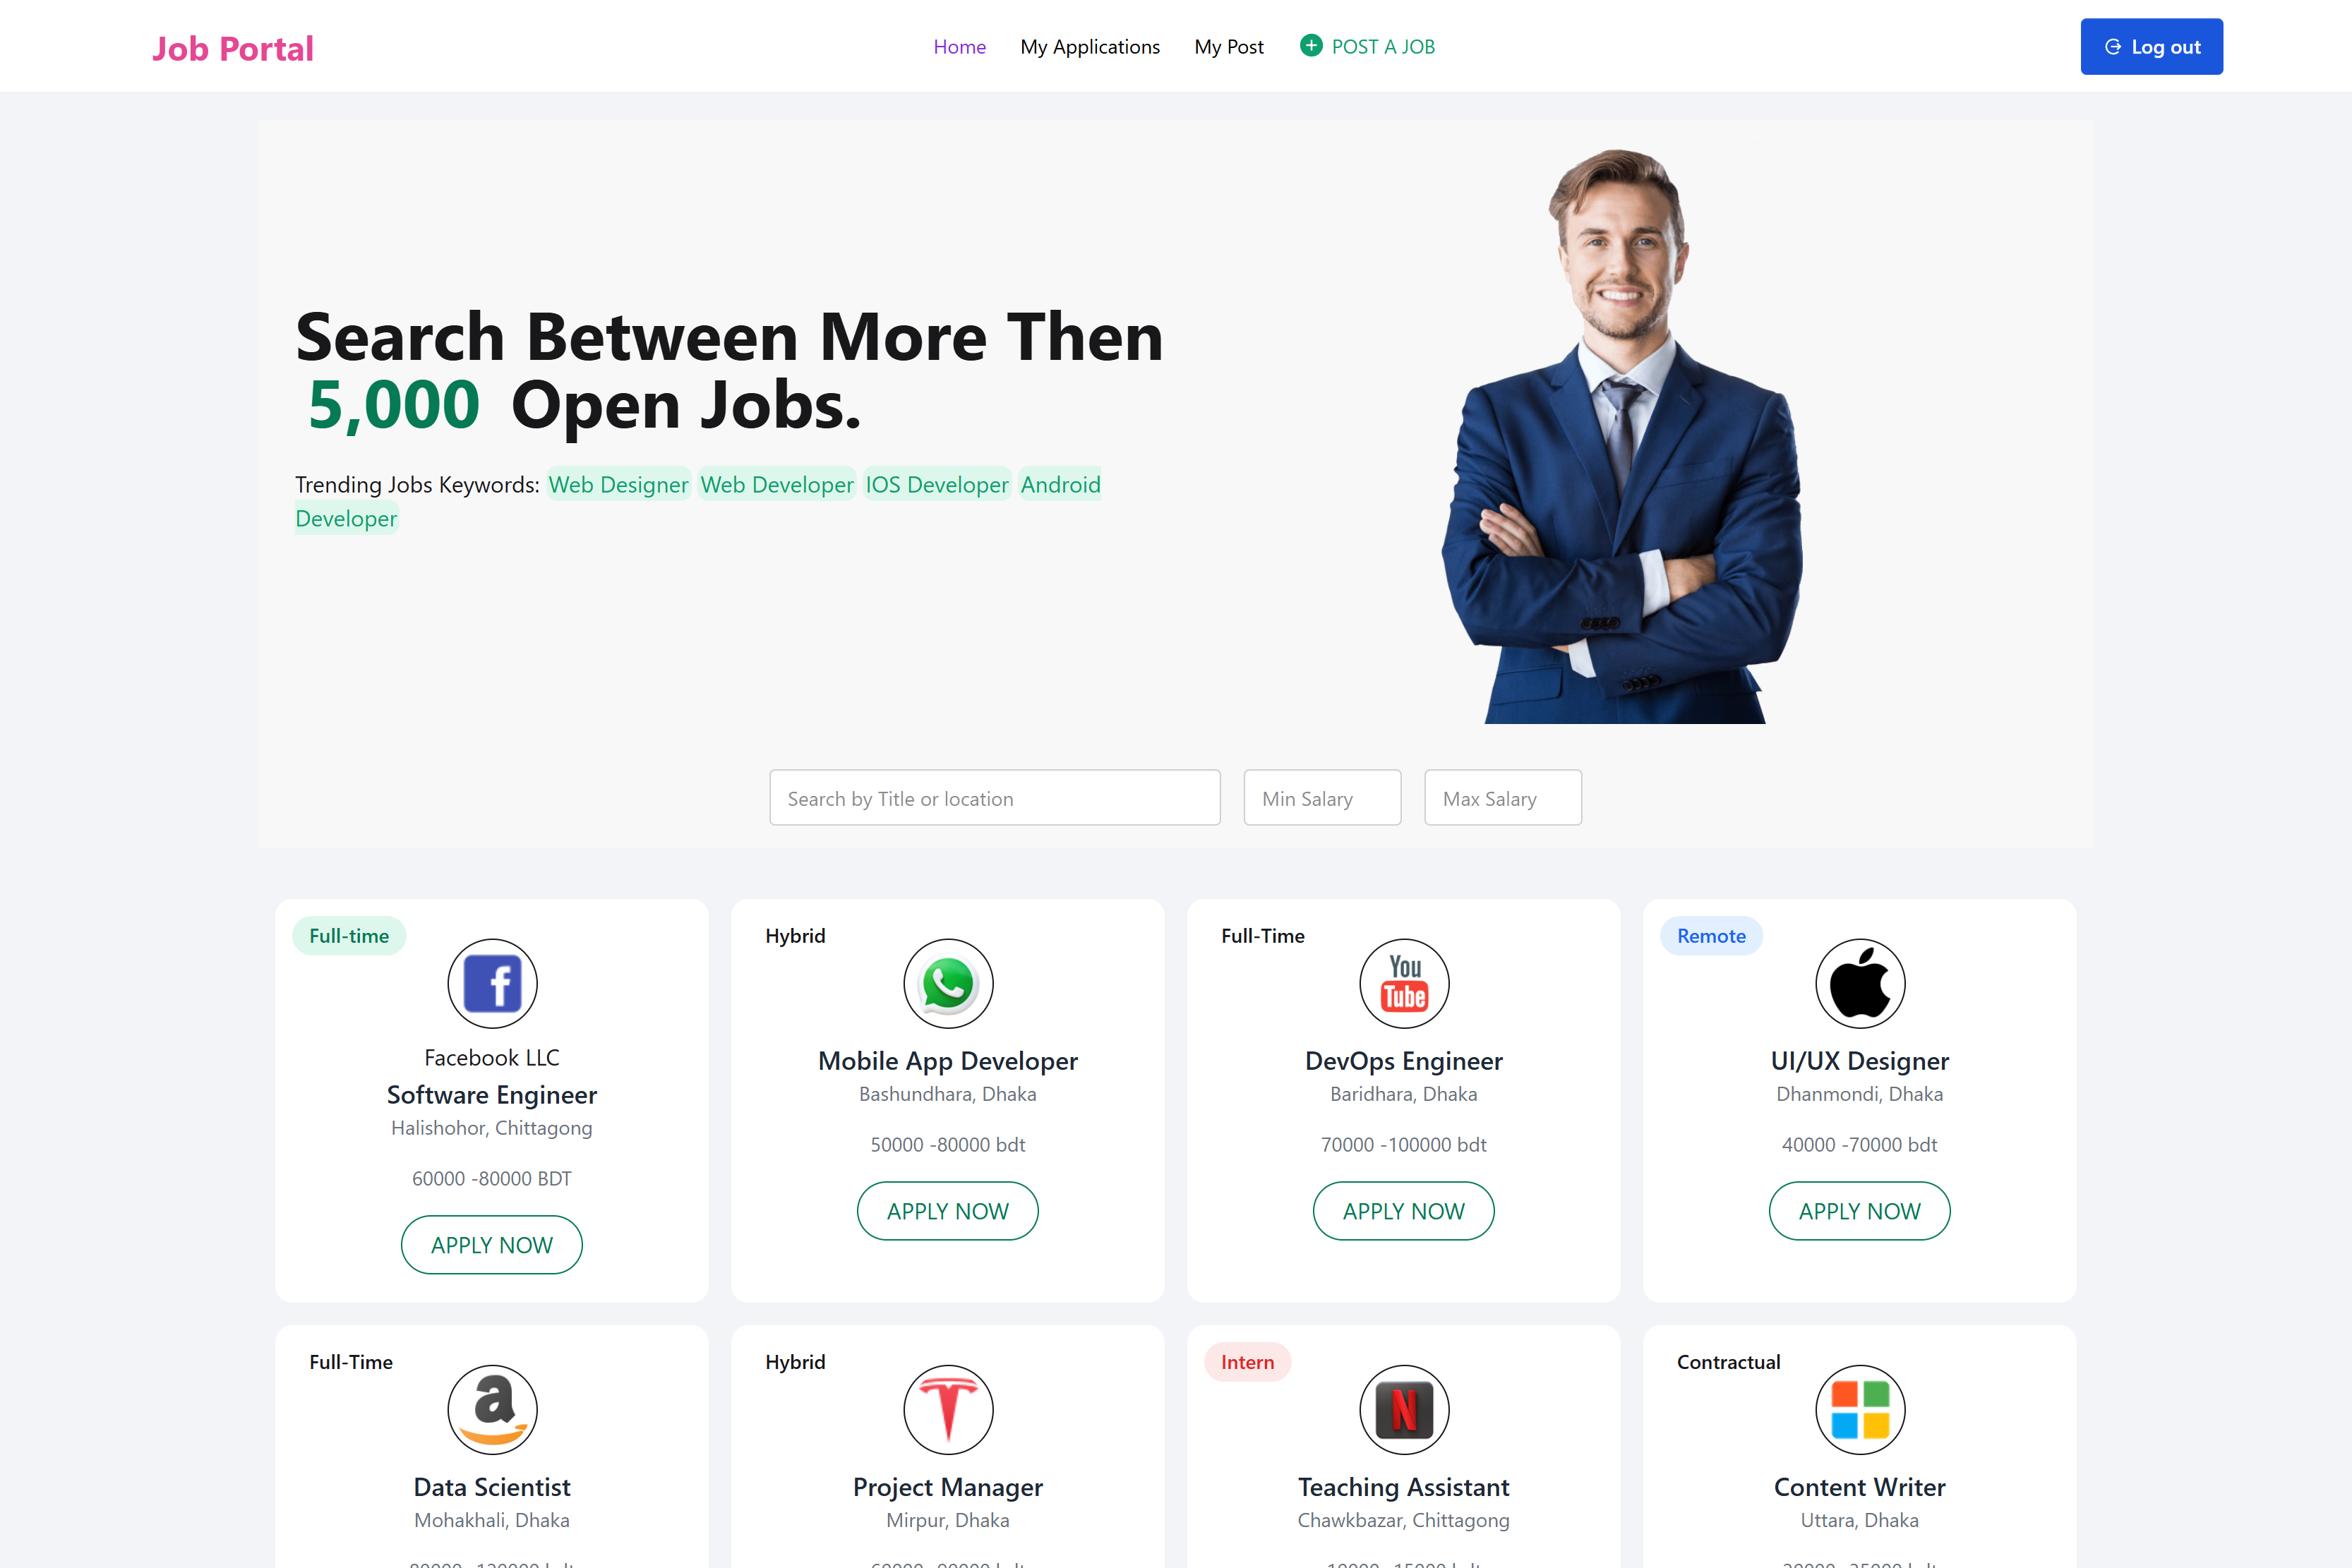 Job Portal
Home
My Applications
My Post
POST A JOB
Log out
Search Between More Then
5,000 Open Jobs.
Trending Jobs Keywords: Web Designer Web Developer IOS Developer Android
Developer
Search by Title or location
Min Salary
Max Salary
Full-time
f
Facebook LLC
Software Engineer
Halishohor, Chittagong
60000 -80000 BDT
APPLY NOW
Hybrid
Mobile App Developer
Bashundhara, Dhaka
50000 -80000 bdt
APPLY NOW
Full-Time
You
Tube
DevOps Engineer
Baridhara, Dhaka
70000 -100000 bdt
APPLY NOW
Remote
UI/UX Designer
Dhanmondi, Dhaka
40000 -70000 bdt
APPLY NOW
Full-Time
a
Data Scientist
Mohakhali, Dhaka
Hybrid
Project Manager
Mirpur, Dhaka
Intern
N
Teaching Assistant
Chawkbazar, Chittagong
Contractual
Content Writer
Uttara, Dhaka